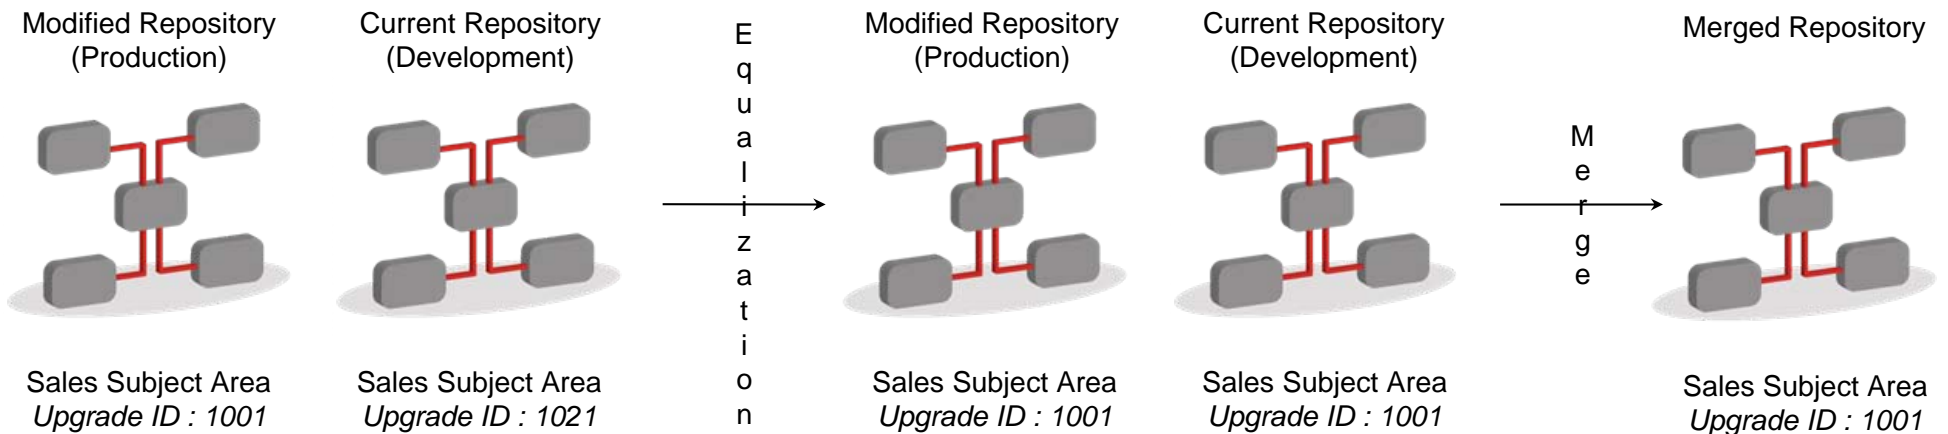 Modified Repository
(Production)
Sales Subject Area
Upgrade ID : 1001
Current Repository
(Development)
Sales Subject Area
Upgrade ID : 1021
Equalization
Modified Repository
(Production)
Sales Subject Area
Upgrade ID : 1001
Current Repository
(Development)
Sales Subject Area
Upgrade ID : 1001
Merge
Merged Repository
Sales Subject Area
Upgrade ID : 1001